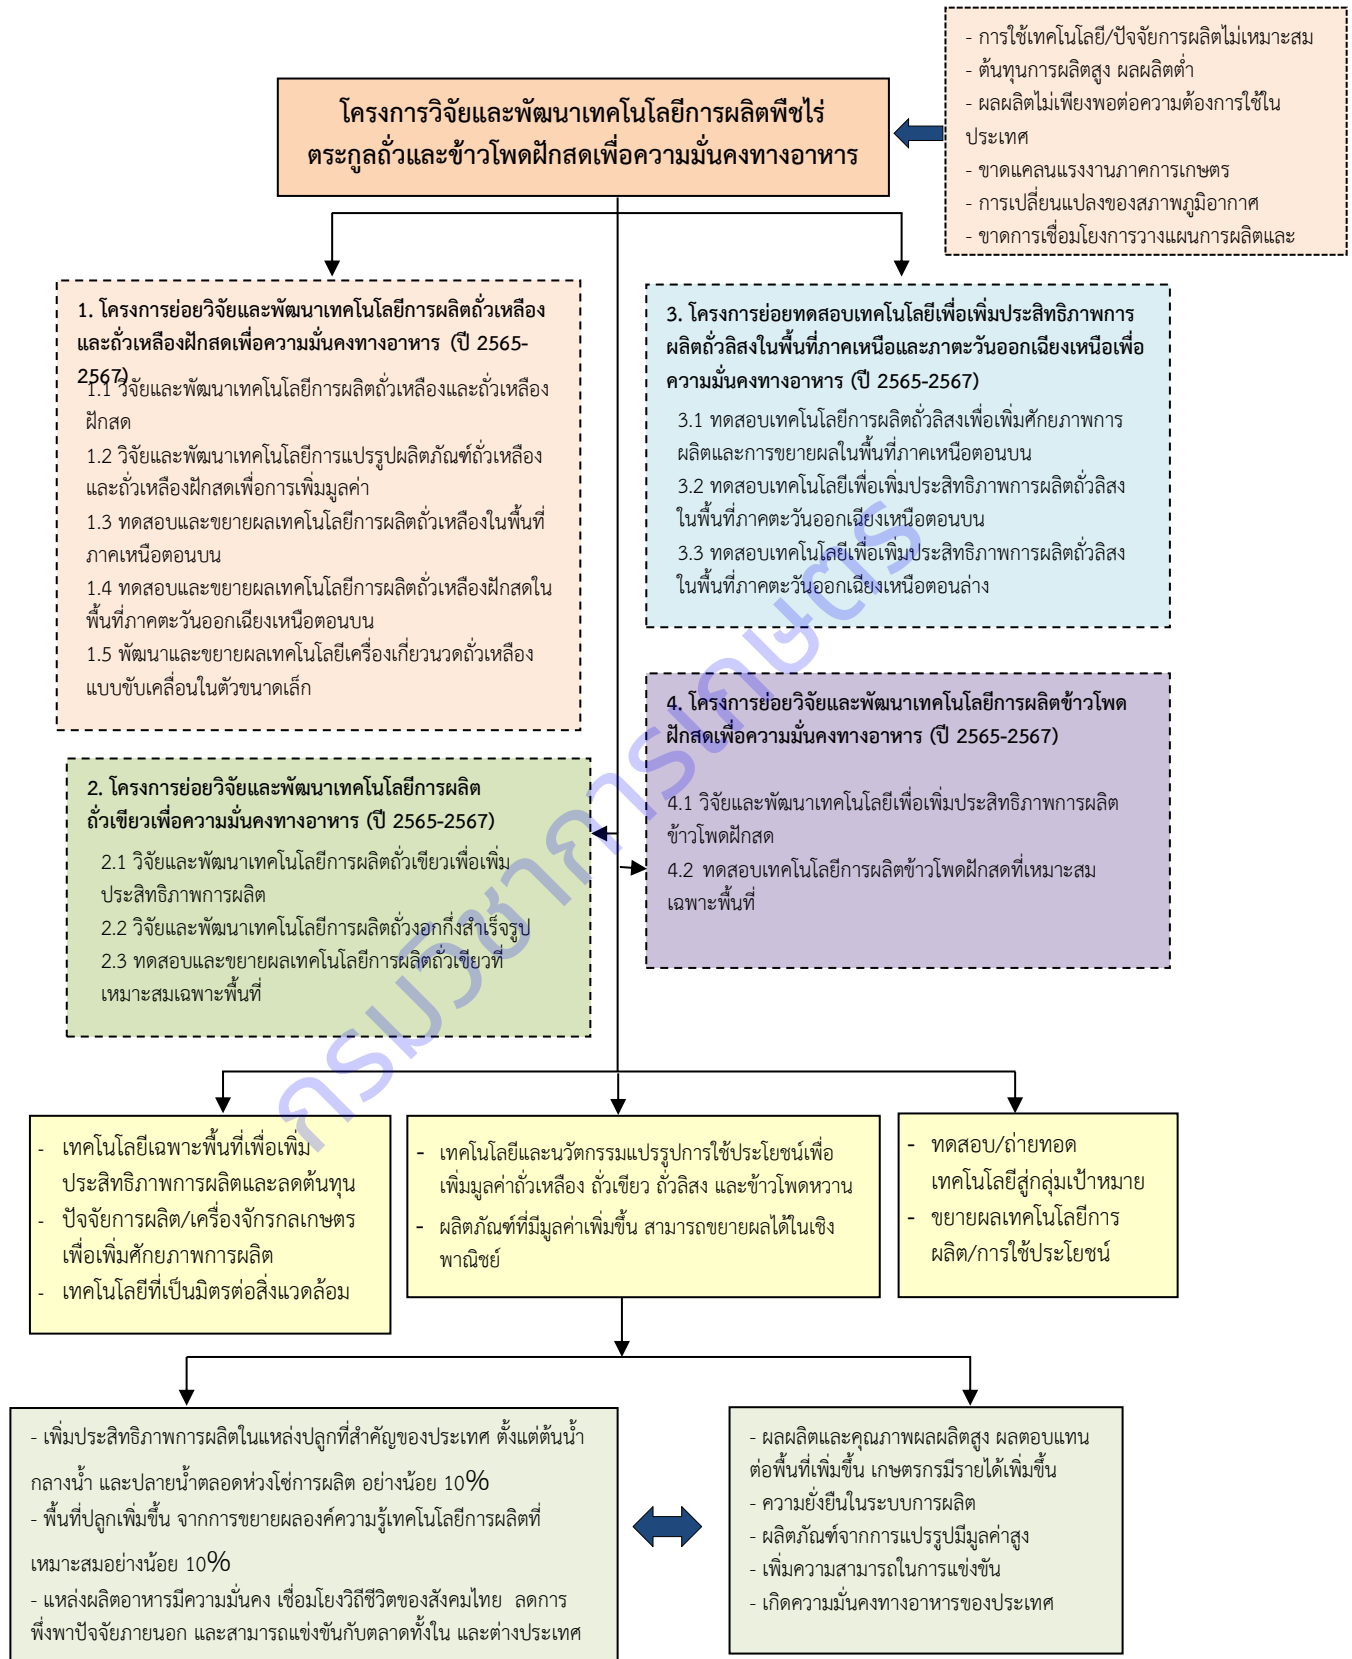 - การใช้เทคโนโลยี/ปัจจัยการผลิตไม่เหมาะสม
- ต้นทุนการผลิตสูง ผลผลิตต่ำ
- ผลผลิตไม่เพียงพอต่อความต้องการใช้ใน
ประเทศ
- ขาดแคลนแรงงานภาคการเกษตร
- การเปลี่ยนแปลงของสภาพภูมิอากาศ
- ขาดการเชื่อมโยงการวางแผนการผลิตและ
โครงการวิจัยและพัฒนาเทคโนโลยีการผลิตพืชไร่
ตระกูลถั่วและข้าวโพดฝักสดเพื่อความมั่นคงทางอาหาร
1. โครงการย่อยวิจัยและพัฒนาเทคโนโลยีการผลิตถั่วเหลือง
และถั่วเหลืองฝักสดเพื่อความมั่นคงทางอาหาร (ปี 2565-
2567)
1.1 วิจัยและพัฒนาเทคโนโลยีการผลิตถั่วเหลืองและถั่วเหลือง
ฝักสด
1.2 วิจัยและพัฒนาเทคโนโลยีการแปรรูปผลิตภัณฑ์ถั่วเหลือง
และถั่วเหลืองฝักสดเพื่อการเพิ่มมูลค่า
1.3 ทดสอบและขยายผลเทคโนโลยีการผลิตถั่วเหลืองในพื้นที่
ภาคเหนือตอนบน
1.4 ทดสอบและขยายผลเทคโนโลยีการผลิตถั่วเหลืองฝักสดใน
พื้นที่ภาคตะวันออกเฉียงเหนือตอนบน
1.5 พัฒนาและขยายผลเทคโนโลยีเครื่องเกี่ยวนวดถั่วเหลือง
แบบขับเคลื่อนในตัวขนาดเล็ก
2. โครงการย่อยวิจัยและพัฒนาเทคโนโลยีการผลิต
ถั่วเขียวเพื่อความมั่นคงทางอาหาร (ปี 2565-2567)
2.1 วิจัยและพัฒนาเทคโนโลยีการผลิตถั่วเขียวเพื่อเพิ่ม
ประสิทธิภาพการผลิต
2.2 วิจัยและพัฒนาเทคโนโลยีการผลิตถั่วงอกกึ่งสำเร็จรูป
2.3 ทดสอบและขยายผลเทคโนโลยีการผลิตถั่วเขียวที่
เหมาะสมเฉพาะพื้นที่
3. โครงการย่อยทดสอบเทคโนโลยีเพื่อเพิ่มประสิทธิภาพการ
ผลิตถั่วลิสงในพื้นที่ภาคเหนือและภาตะวันออกเฉียงเหนือเพื่อ
ความมั่นคงทางอาหาร (ปี 2565-2567)
3.1 ทดสอบเทคโนโลยีการผลิตถั่วลิสงเพื่อเพิ่มศักยภาพการ
ผลิตและการขยายผลในพื้นที่ภาคเหนือตอนบน
3.2 ทดสอบเทคโนโลยีเพื่อเพิ่มประสิทธิภาพการผลิตถั่วลิสง
ในพื้นที่ภาคตะวันออกเฉียงเหนือตอนบน
3.3 ทดสอบเทคโนโลยีเพื่อเพิ่มประสิทธิภาพการผลิตถั่วลิสง
ในพื้นที่ภาคตะวันออกเฉียงเหนือตอนล่าง
4. โครงการย่อยวิจัยและพัฒนาเทคโนโลยีการผลิตข้าวโพด
ฝักสดเพื่อความมั่นคงทางอาหาร (ปี 2565-2567)
4.1 วิจัยและพัฒนาเทคโนโลยีเพื่อเพิ่มประสิทธิภาพการผลิต
ข้าวโพดฝักสด
4.2 ทดสอบเทคโนโลยีการผลิตข้าวโพดฝักสดที่เหมาะสม
เฉพาะพื้นที่
กรมวิชาการเกษตร
- เทคโนโลยีเฉพาะพื้นที่เพื่อเพิ่ม
ประสิทธิภาพการผลิตและลดต้นทุน
- ปัจจัยการผลิต/เครื่องจักรกลเกษตร
เพื่อเพิ่มศักยภาพการผลิต
- เทคโนโลยีที่เป็นมิตรต่อสิ่งแวดล้อม
- เทคโนโลยีและนวัตกรรมแปรรูปการใช้ประโยชน์เพื่อ
เพิ่มมูลค่าถั่วเหลือง ถั่วเขียว ถั่วลิสง และข้าวโพดหวาน
- ผลิตภัณฑ์ที่มีมูลค่าเพิ่มขึ้น สามารถขยายผลได้ในเชิง
พาณิชย์
- ทดสอบ/ถ่ายทอด
เทคโนโลยีสู่กลุ่มเป้าหมาย
- ขยายผลเทคโนโลยีการ
ผลิต/การใช้ประโยชน์
- เพิ่มประสิทธิภาพการผลิตในแหล่งปลูกที่สำคัญของประเทศ ตั้งแต่ต้นน้ำ
กลางน้ำ และปลายน้ำตลอดห่วงโซ่การผลิต อย่างน้อย 10%
- พื้นที่ปลูกเพิ่มขึ้น จากการขยายผลองค์ความรู้เทคโนโลยีการผลิตที่
เหมาะสมอย่างน้อย 10%
- แหล่งผลิตอาหารมีความมั่นคง เชื่อมโยงวิถีชีวิตของสังคมไทย ลดการ
พึ่งพาปัจจัยภายนอก และสามารถแข่งขันกับตลาดทั้งใน และต่างประเทศ
- ผลผลิตและคุณภาพผลผลิตสูง ผลตอบแทน
ต่อพื้นที่เพิ่มขึ้น เกษตรกรมีรายได้เพิ่มขึ้น
- ความยั่งยืนในระบบการผลิต
- ผลิตภัณฑ์จากการแปรรูปมีมูลค่าสูง
- เพิ่มความสามารถในการแข่งขัน
- เกิดความมั่นคงทางอาหารของประเทศ